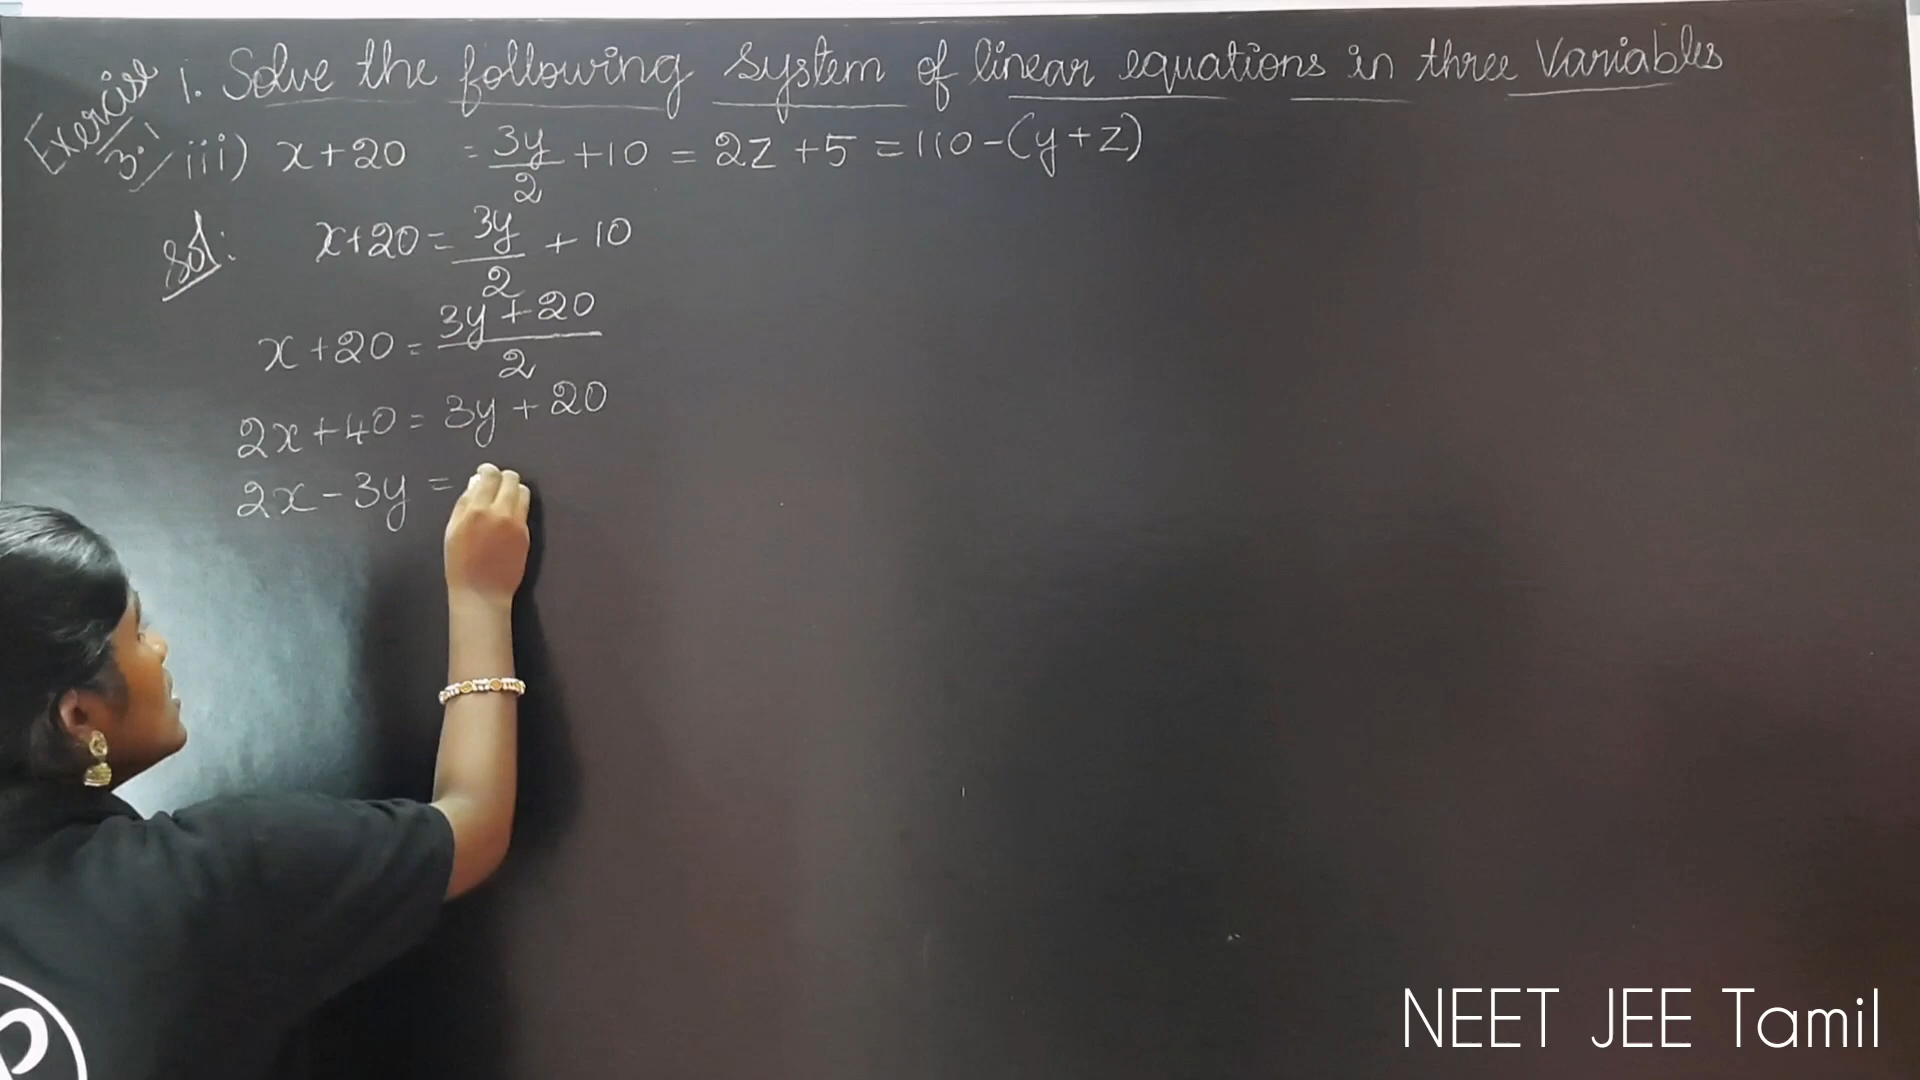 Exercise 3.1
1. Solve the following system of linear equations in three Variables
iii) x+20 = 3y/2 +10 = 2z+5 = 110-(y+z)
Sol: x+20 = 3y/2 + 10
x+20 = 3y+20/2
2x+40 = 3y+20
2x-3y =
NEET JEE Tamil